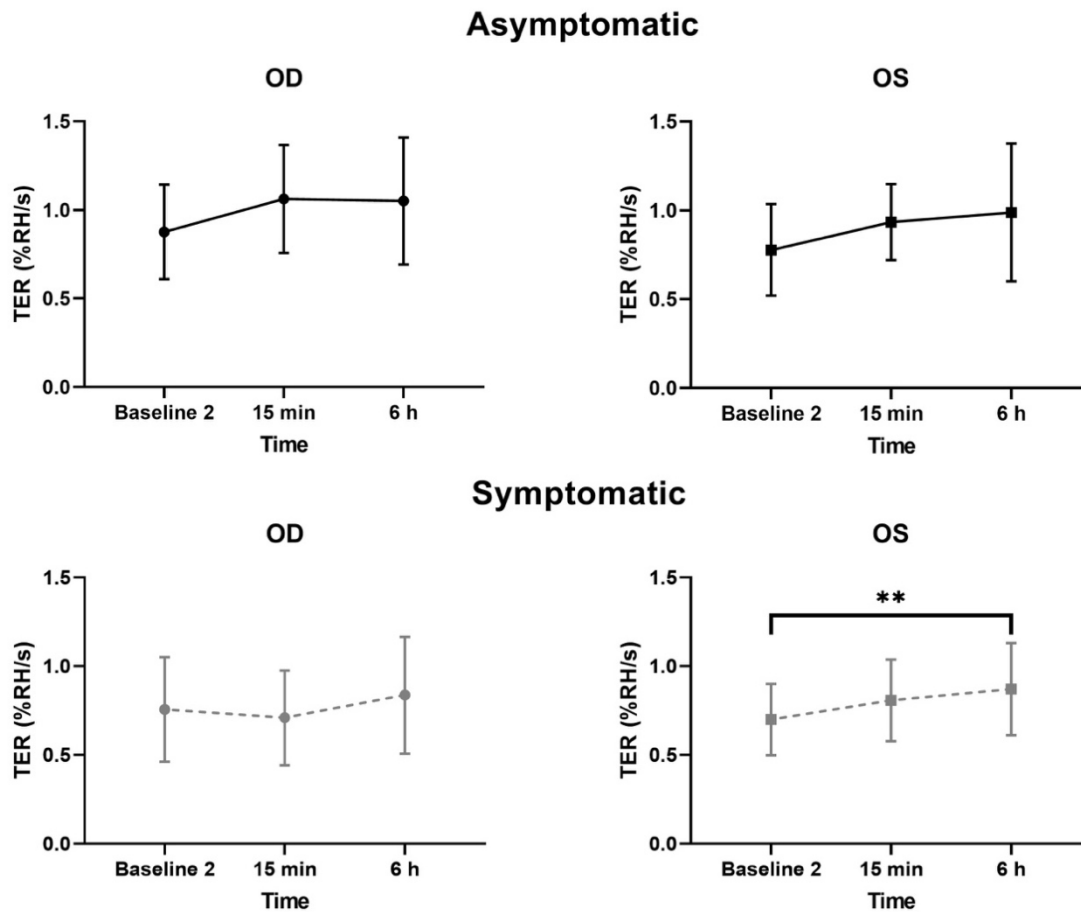 Asymptomatic
OD
TER (%RH/s)
1.5
1.0
0.5
0.0
Baseline 2 15 min 6 h
Time
OS
TER (%RH/s)
1.5
1.0
0.5
0.0
Baseline 2 15 min 6 h
Time
Symptomatic
OD
TER (%RH/s)
1.5
1.0
0.5
0.0
Baseline 2 15 min 6 h
Time
OS
TER (%RH/s)
1.5
1.0
0.5
0.0
**
Baseline 2 15 min 6 h
Time